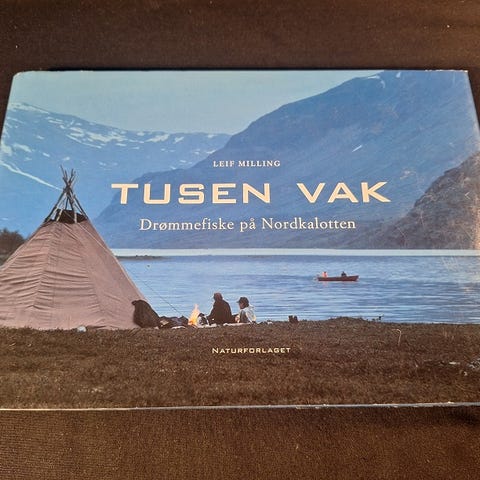 LEIF MILLING
TUSEN VAK
Drømmefiske på Nordkalotten
NATURFORLAGET